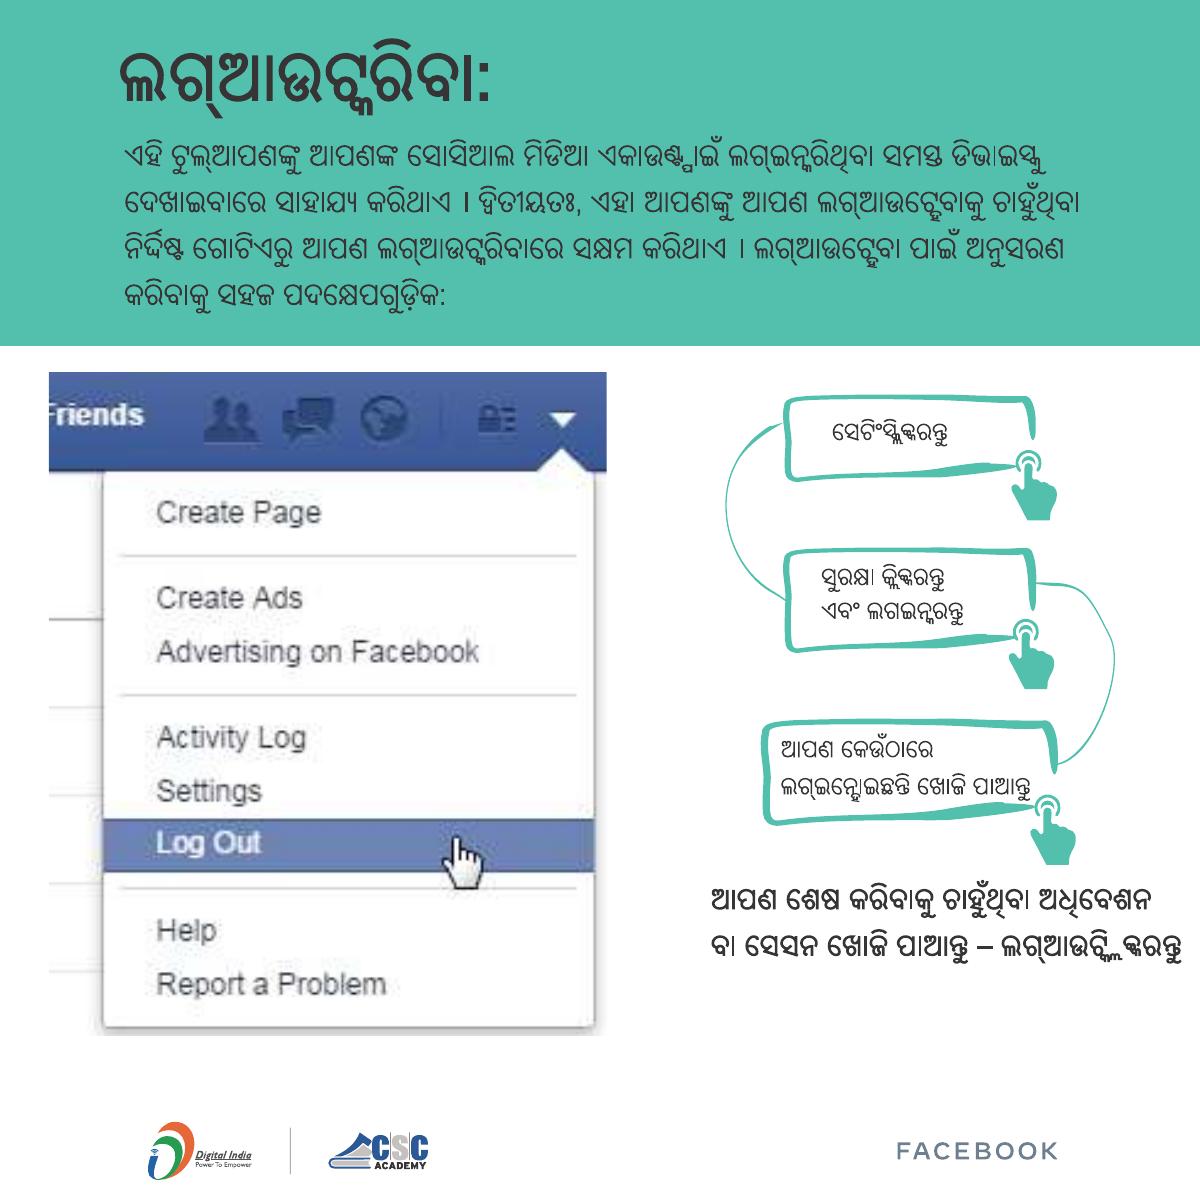 ଲଗ୍ଆଉଟ୍କରିବା:
ଏହି ଟୁଲ୍ଆପଣଙ୍କୁ ଆପଣଙ୍କ ସୋସିଆଲ ମିଡିଆ ଏକାଉଣ୍ଟ୍ପାଇଁ ଲଗ୍ଇନ୍କରିଥିବା ସମସ୍ତ ଡିଭାଇସ୍କୁ
ଦେଖାଇବାରେ ସାହାଯ୍ୟ କରିଥାଏ । ଦ୍ୱିତୀୟତଃ, ଏହା ଆପଣଙ୍କୁ ଆପଣ ଲଗ୍ଆଉଟ୍ହେବାକୁ ଚାହୁଁଥିବା
ନିର୍ଦ୍ଦିଷ୍ଟ ଗୋଟିଏରୁ ଆପଣ ଲଗ୍ଆଉଟ୍କରିବାରେ ସକ୍ଷମ କରିଥାଏ । ଲଗ୍ଆଉଟ୍ହେବା ପାଇଁ ଅନୁସରଣ
କରିବାକୁ ସହଜ ପଦକ୍ଷେପଗୁଡ଼ିକ:
Friends
Create Page
Create Ads
Advertising on Facebook
Activity Log
Settings
Log Out
Help
Report a Problem
ସେଟିଂସ୍କ୍ଲିକ୍କରନ୍ତୁ
ସୁରକ୍ଷା କ୍ଲିକ୍କରନ୍ତୁ
ଏବଂ ଲଗଇନ୍କରନ୍ତୁ
ଆପଣ କେଉଁଠାରେ
ଲଗ୍ଇନ୍ହୋଇଛନ୍ତି ଖୋଜି ପାଆନ୍ତୁ
ଆପଣ ଶେଷ କରିବାକୁ ଚାହୁଁଥିବା ଅଧିବେଶନ
ବା ସେସନ ଖୋଜି ପାଆନ୍ତୁ – ଲଗ୍ଆଉଟ୍କ୍ଲିକ୍କରନ୍ତୁ
Digital India
Power To Empower
CSC
ACADEMY
FACEBOOK